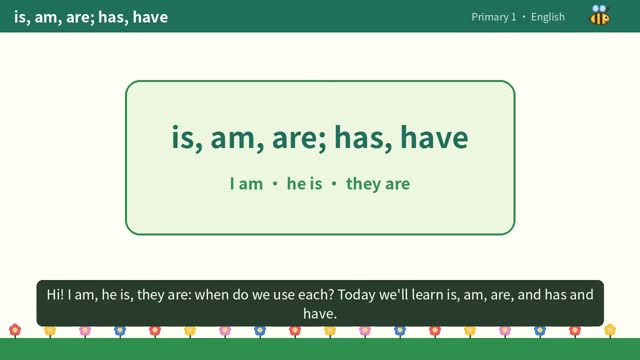 is, am, are; has, have
Primary 1 • English
is, am, are; has, have
I am • he is • they are
Hi! I am, he is, they are: when do we use each? Today we'll learn is, am, are, and has and
have.